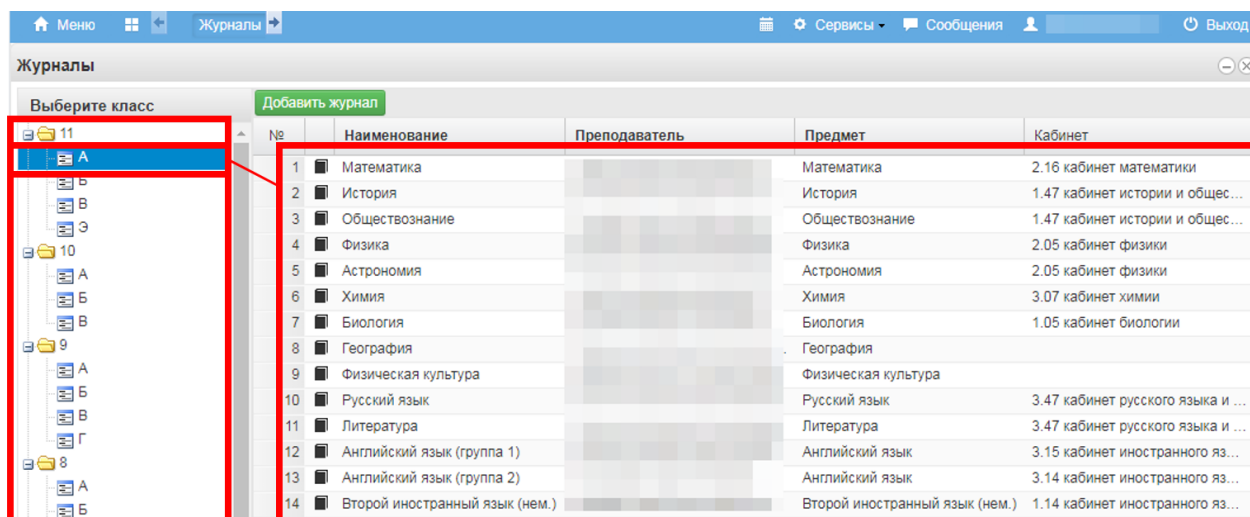 Меню Журналы Сервисы Сообщения Выход
Журналы
Выберите класс Добавить журнал
11 № Наименование Преподаватель Предмет Кабинет
А 1 Математика Математика 2.16 кабинет математики
Б 2 История История 1.47 кабинет истории и общес...
В 3 Обществознание Обществознание 1.47 кабинет истории и общес...
Э 4 Физика Физика 2.05 кабинет физики
10 5 Астрономия Астрономия 2.05 кабинет физики
А 6 Химия Химия 3.07 кабинет химии
Б 7 Биология Биология 1.05 кабинет биологии
В 8 География География
9 9 Физическая культура Физическая культура
А 10 Русский язык Русский язык 3.47 кабинет русского языка и ...
Б 11 Литература Литература 3.47 кабинет русского языка и ...
В 12 Английский язык (группа 1) Английский язык 3.15 кабинет иностранного яз...
Г 13 Английский язык (группа 2) Английский язык 3.14 кабинет иностранного яз...
8 14 Второй иностранный язык (нем.) Второй иностранный язык (нем.) 1.14 кабинет иностранного яз...
А
Б